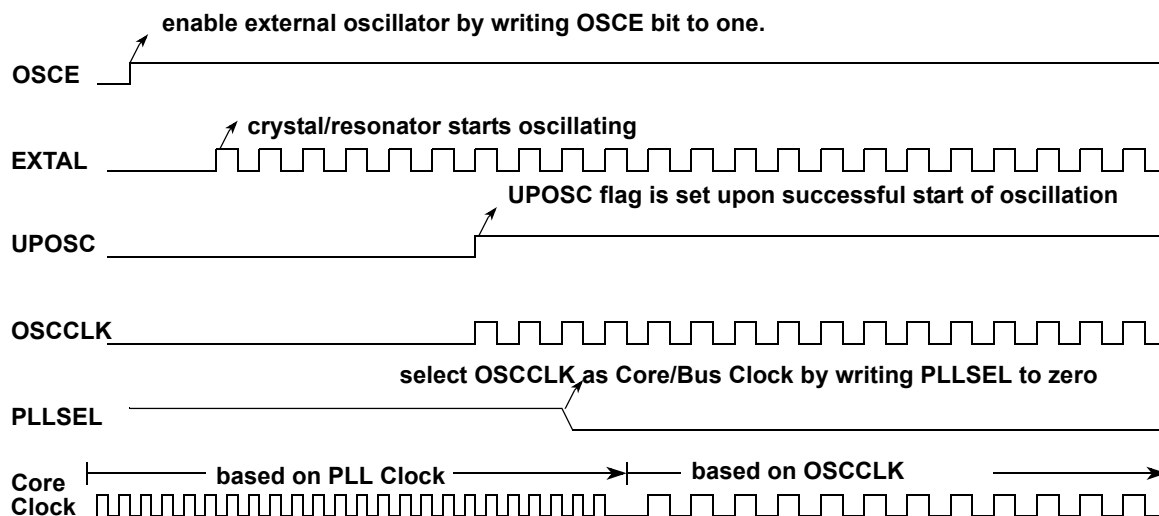 enable external oscillator by writing OSCE bit to one.
OSCE
crystal/resonator starts oscillating
EXTAL
UPOSC flag is set upon successful start of oscillation
UPOSC
OSCCLK
select OSCCLK as Core/Bus Clock by writing PLLSEL to zero
PLLSEL
based on PLL Clock
based on OSCCLK
Core
Clock